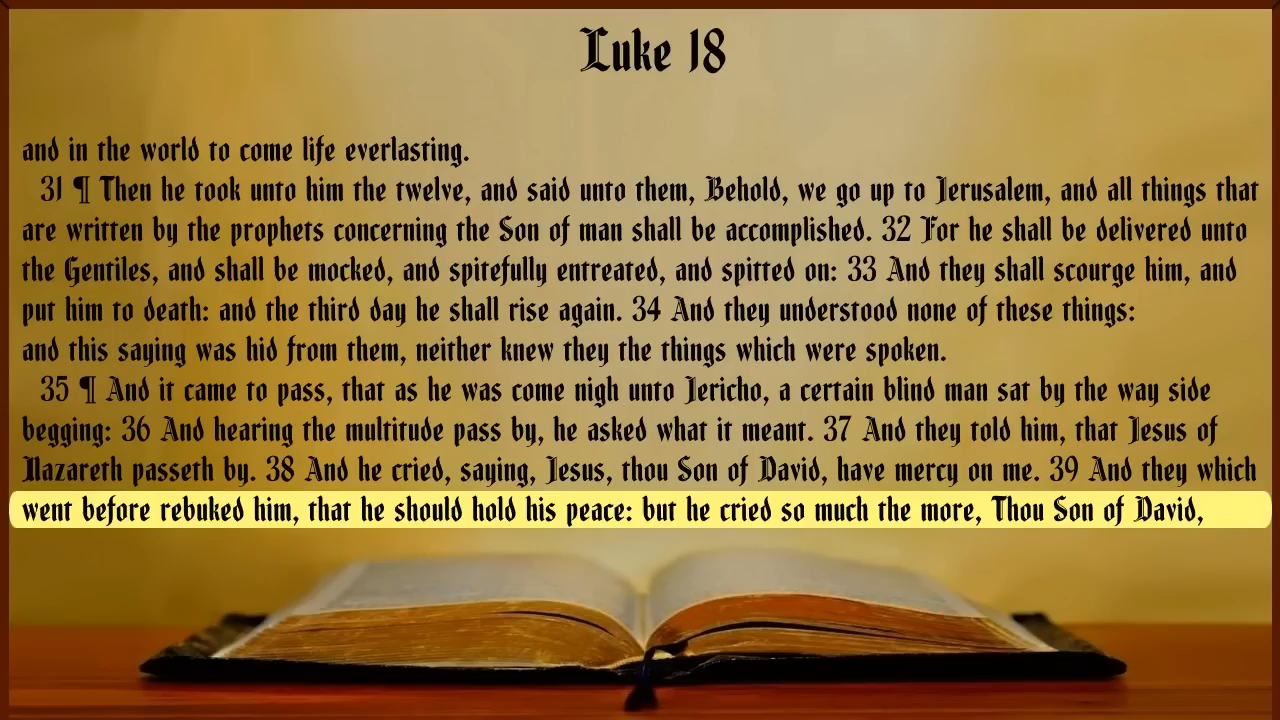 Luke 18
and in the world to come life everlasting.
31 ¶ Then he took unto him the twelve, and said unto them, Behold, we go up to Jerusalem, and all things that
are written by the prophets concerning the Son of man shall be accomplished. 32 For he shall be delivered unto
the Gentiles, and shall be mocked, and spitefully entreated, and spitted on: 33 And they shall scourge him, and
put him to death: and the third day he shall rise again. 34 And they understood none of these things:
and this saying was hid from them, neither knew they the things which were spoken.
35 ¶ And it came to pass, that as he was come nigh unto Jericho, a certain blind man sat by the way side
begging: 36 And hearing the multitude pass by, he asked what it meant. 37 And they told him, that Jesus of
Nazareth passeth by. 38 And he cried, saying, Jesus, thou Son of David, have mercy on me. 39 And they which
went before rebuked him, that he should hold his peace: but he cried so much the more, Thou Son of David,